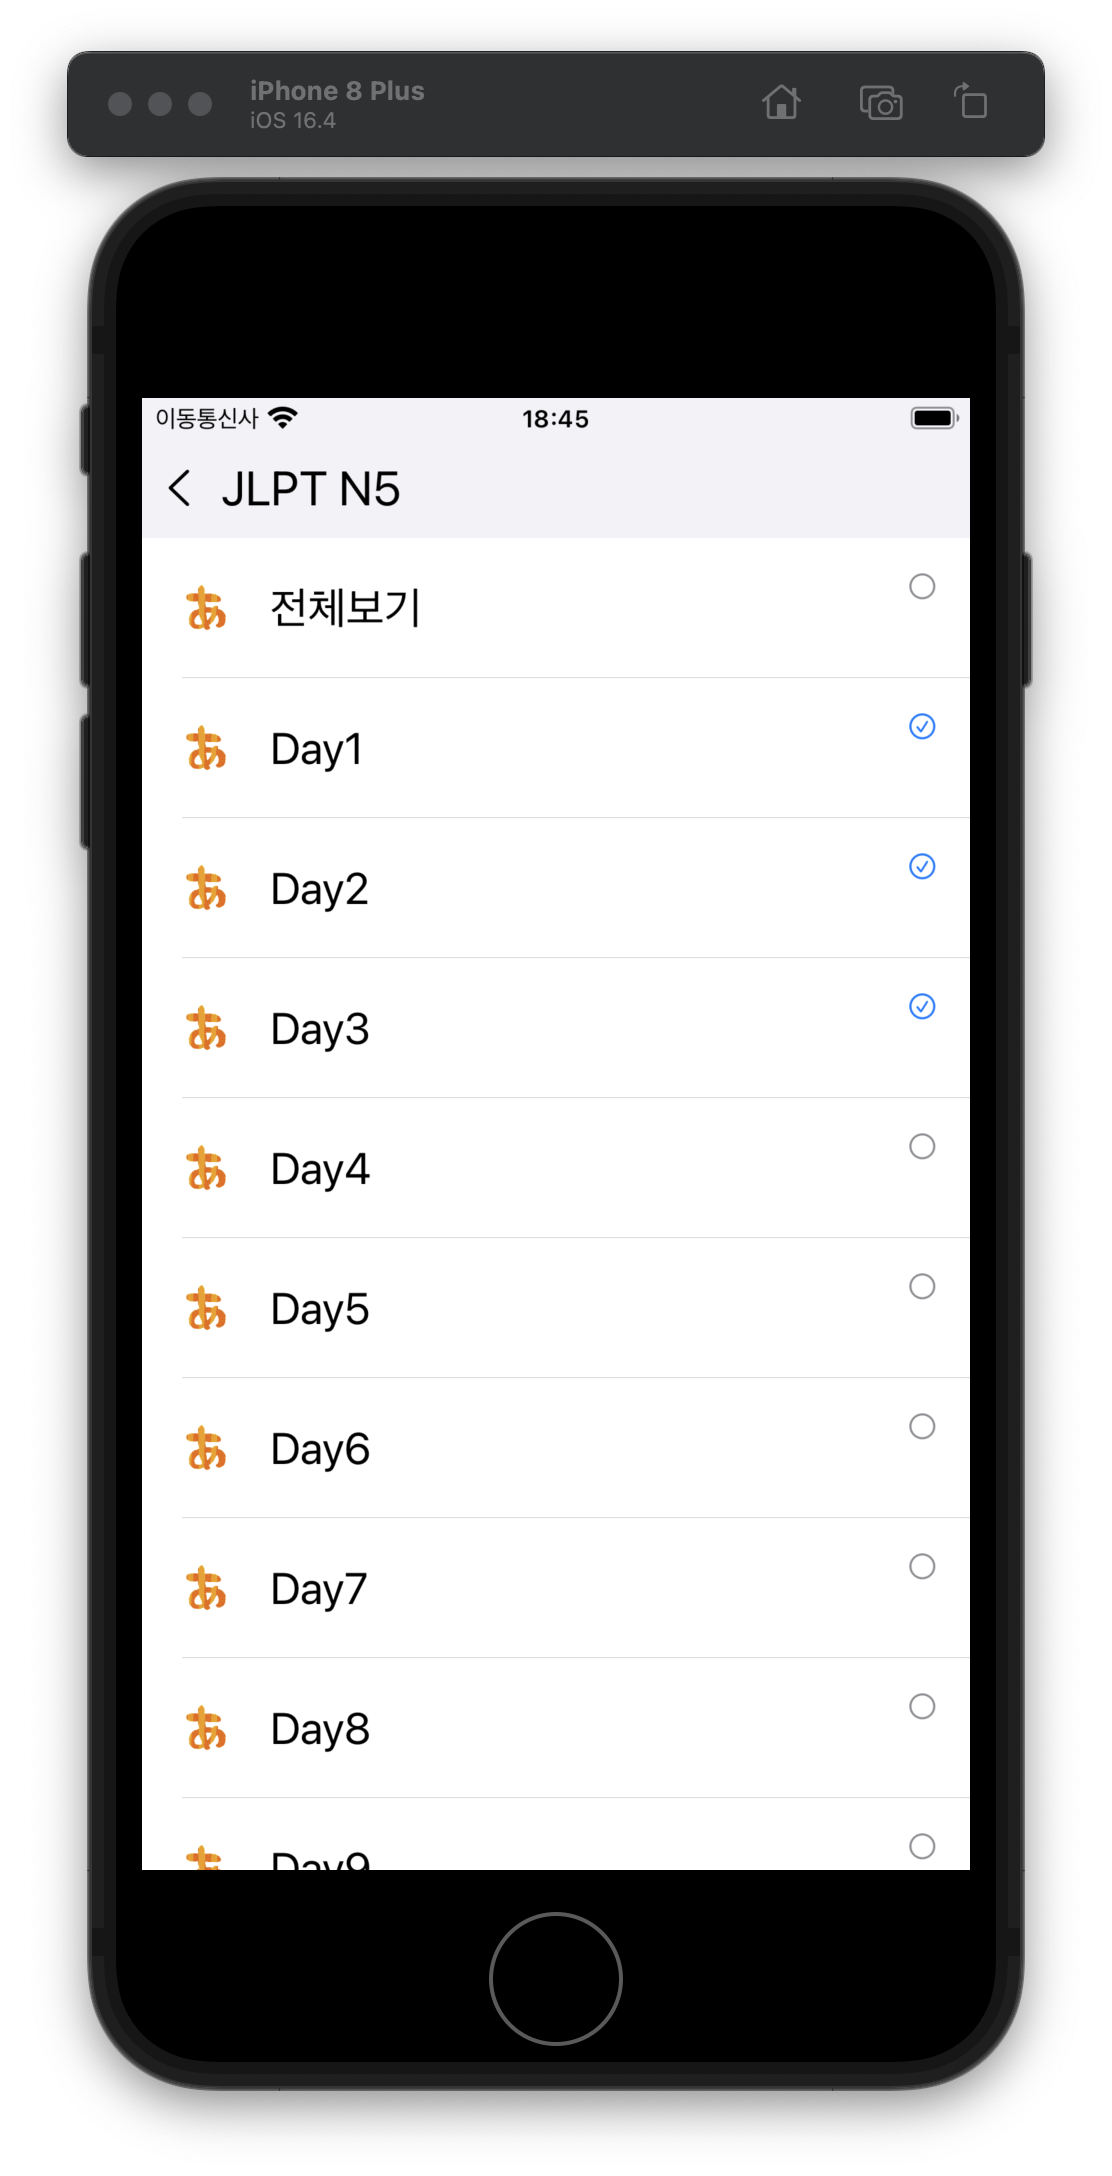 iPhone 8 Plus
iOS 16.4
이동통신사 18:45
JLPT N5
あ 전체보기
あ Day1
あ Day2
あ Day3
あ Day4
あ Day5
あ Day6
あ Day7
あ Day8
あ Day9